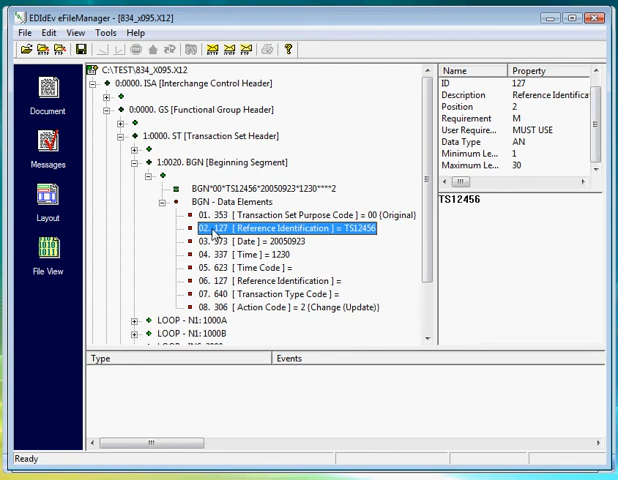 EDIdEv eFileManager - [834_x095.X12]
File Edit View Tools Help
HTTP FTP HTTP FTP
Document
Messages
Layout
File View
C:\TEST\834_X095.X12
0:0000. ISA [Interchange Control Header]
0:0000. GS [Functional Group Header]
1:0000. ST [Transaction Set Header]
1:0020. BGN [Beginning Segment]
BGN*00*TS12456*20050923*1230****2
BGN - Data Elements
01. 353 [ Transaction Set Purpose Code ] = 00 {Original}
02. 127 [ Reference Identification ] = TS12456
03. 373 [ Date ] = 20050923
04. 337 [ Time ] = 1230
05. 623 [ Time Code ] =
06. 127 [ Reference Identification ] =
07. 640 [ Transaction Type Code ] =
08. 306 [ Action Code ] = 2 {Change (Update)}
LOOP - N1: 1000A
LOOP - N1: 1000B
Name Property
ID 127
Description Reference Identifica
Position 2
Requirement M
User Require... MUST USE
Data Type AN
Minimum Le... 1
Maximum Le... 30
TS12456
Type Events
Ready